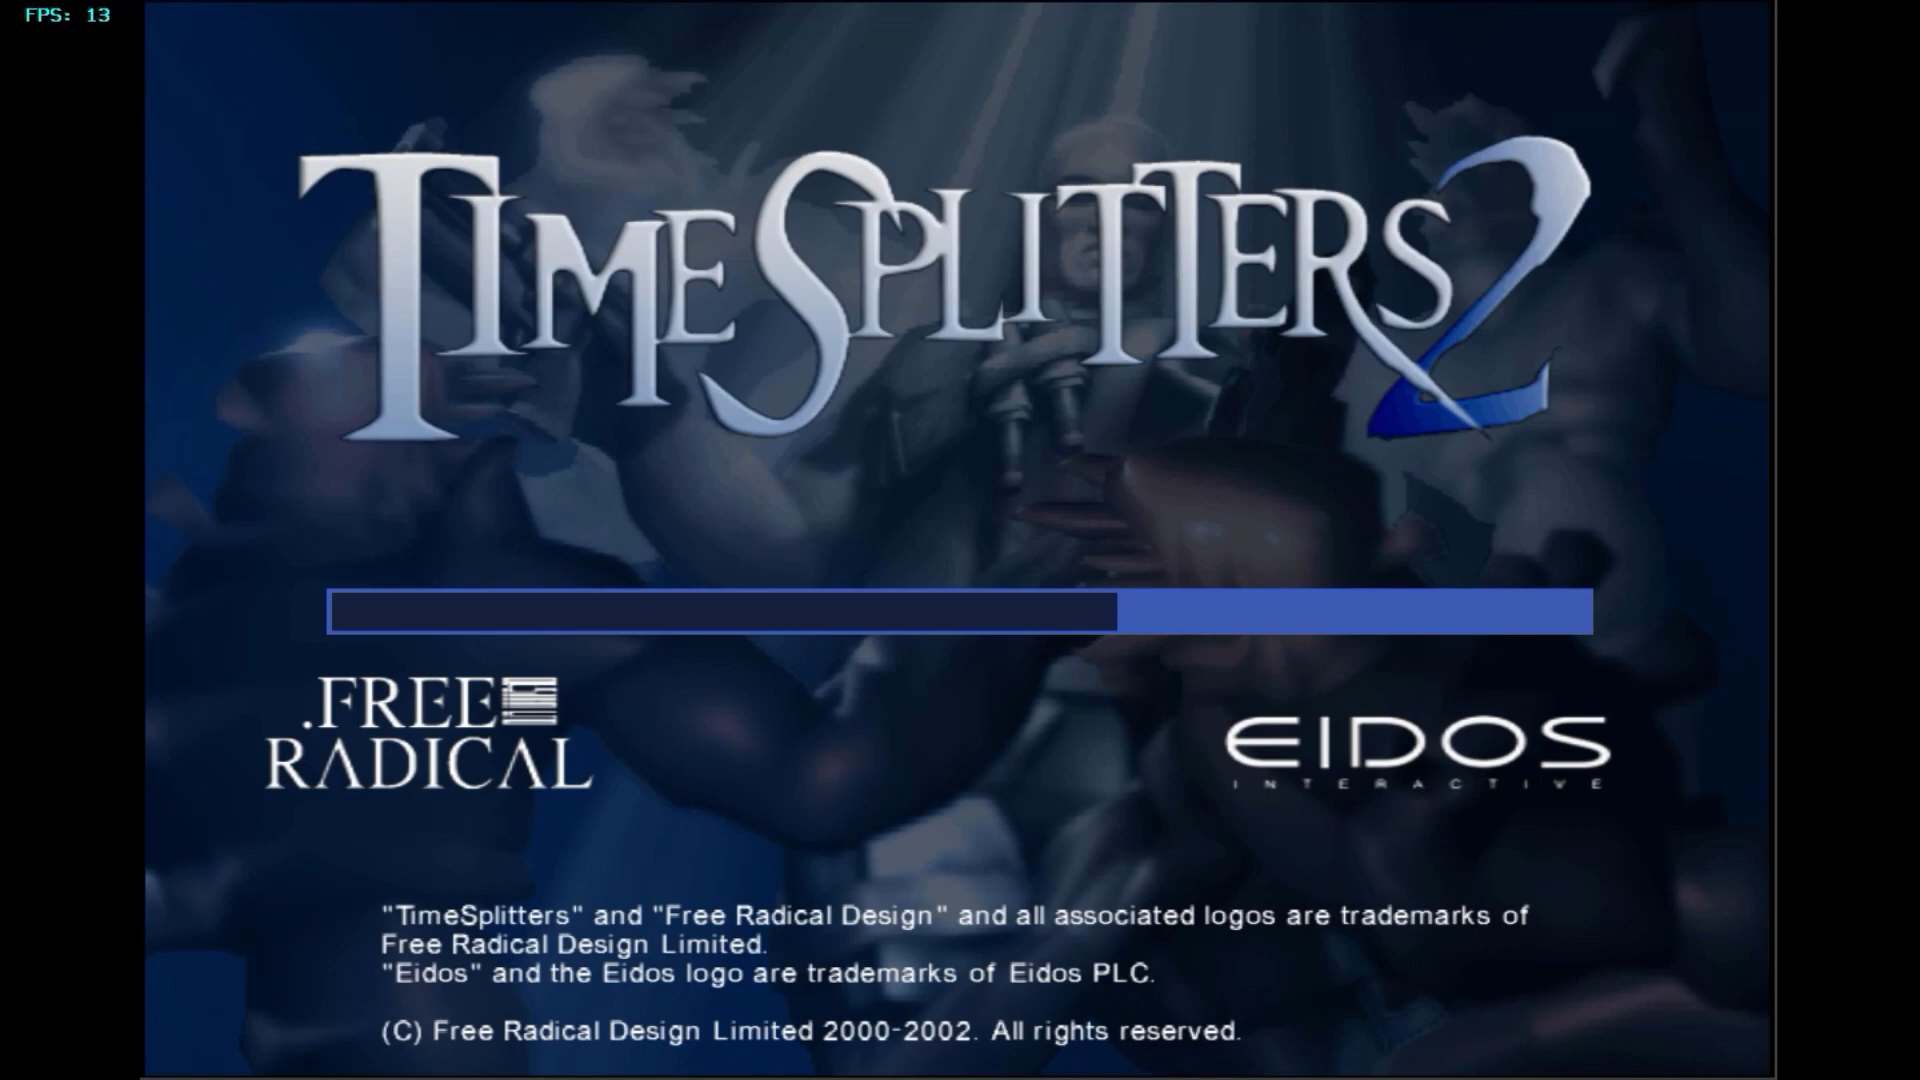 FPS: 13
TIMESPLITTERS 2
.FREE
RADICAL
EIDOS
INTERACTIVE
"TimeSplitters" and "Free Radical Design" and all associated logos are trademarks of
Free Radical Design Limited.
"Eidos" and the Eidos logo are trademarks of Eidos PLC.
(C) Free Radical Design Limited 2000-2002. All rights reserved.